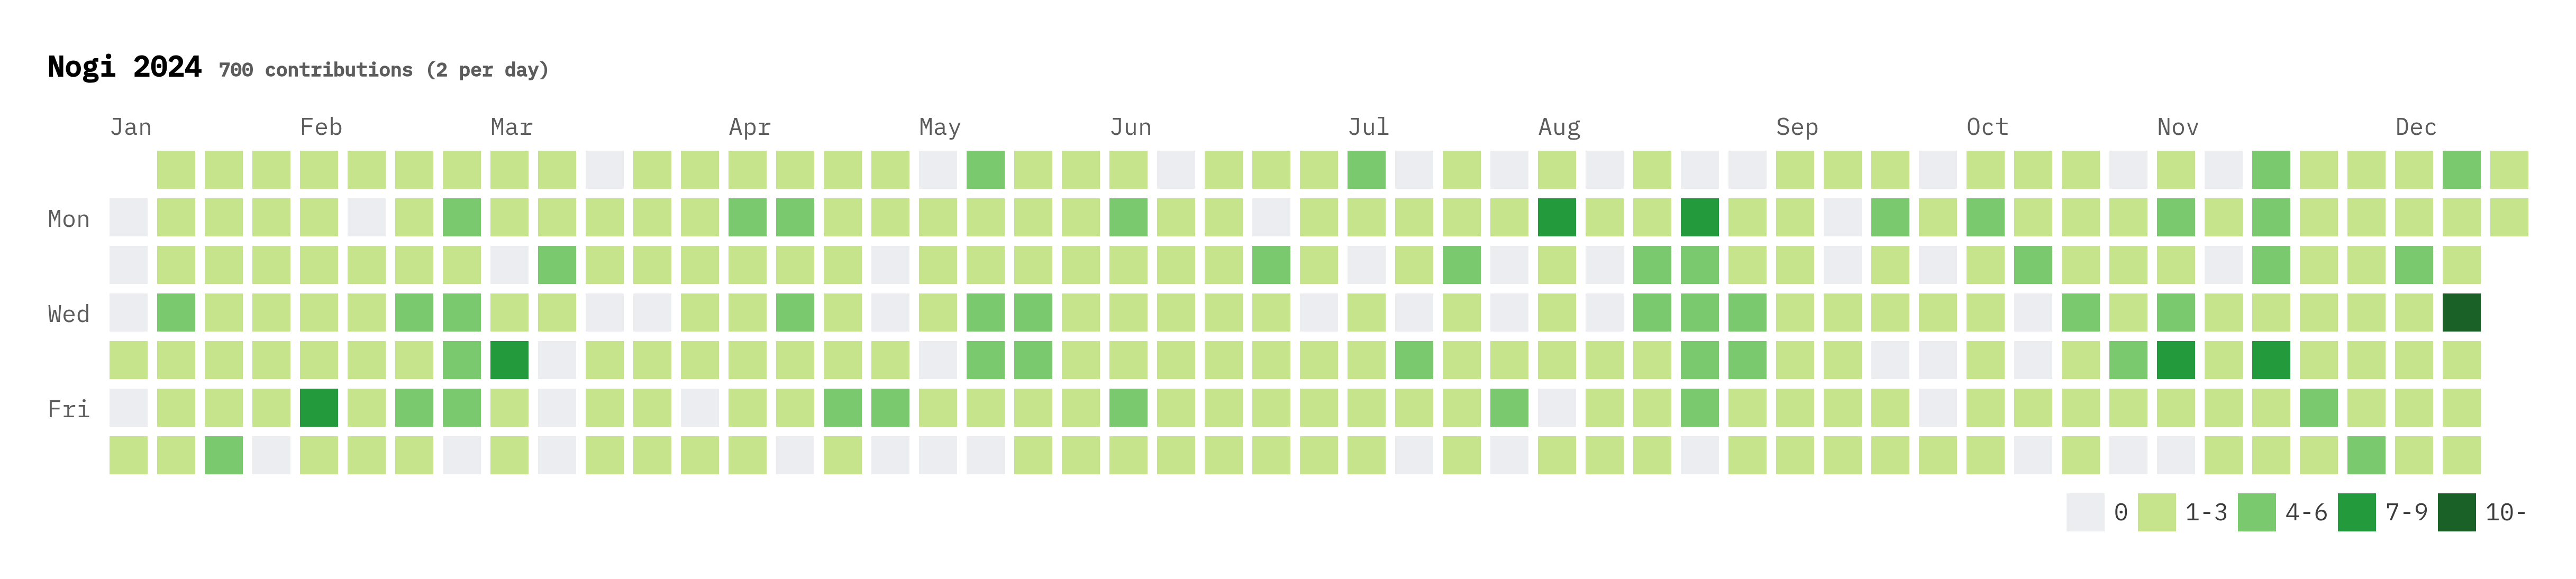 Nogi 2024 700 contributions (2 per day)
Jan Feb Mar Apr May Jun Jul Aug Sep Oct Nov Dec
Mon
Wed
Fri
0 1-3 4-6 7-9 10-